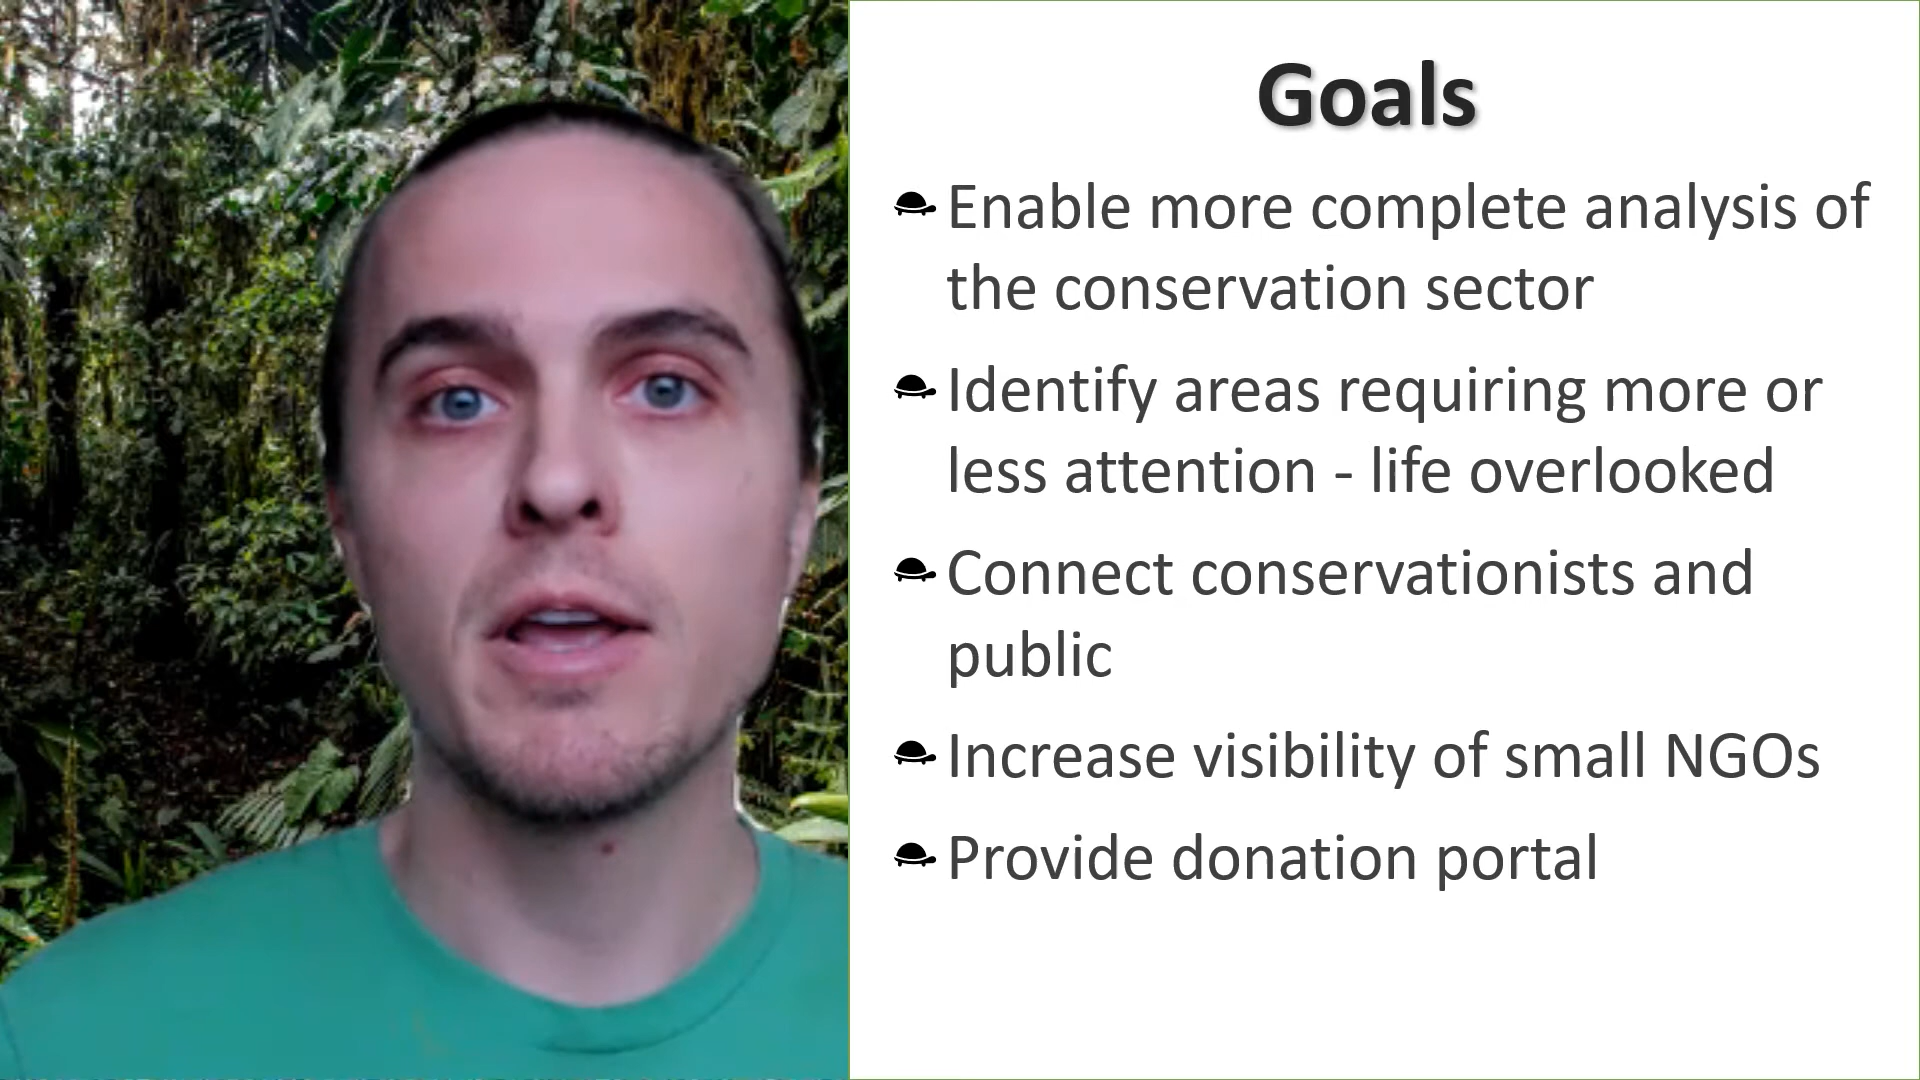 Goals
Enable more complete analysis of
the conservation sector
Identify areas requiring more or
less attention - life overlooked
Connect conservationists and
public
Increase visibility of small NGOs
Provide donation portal